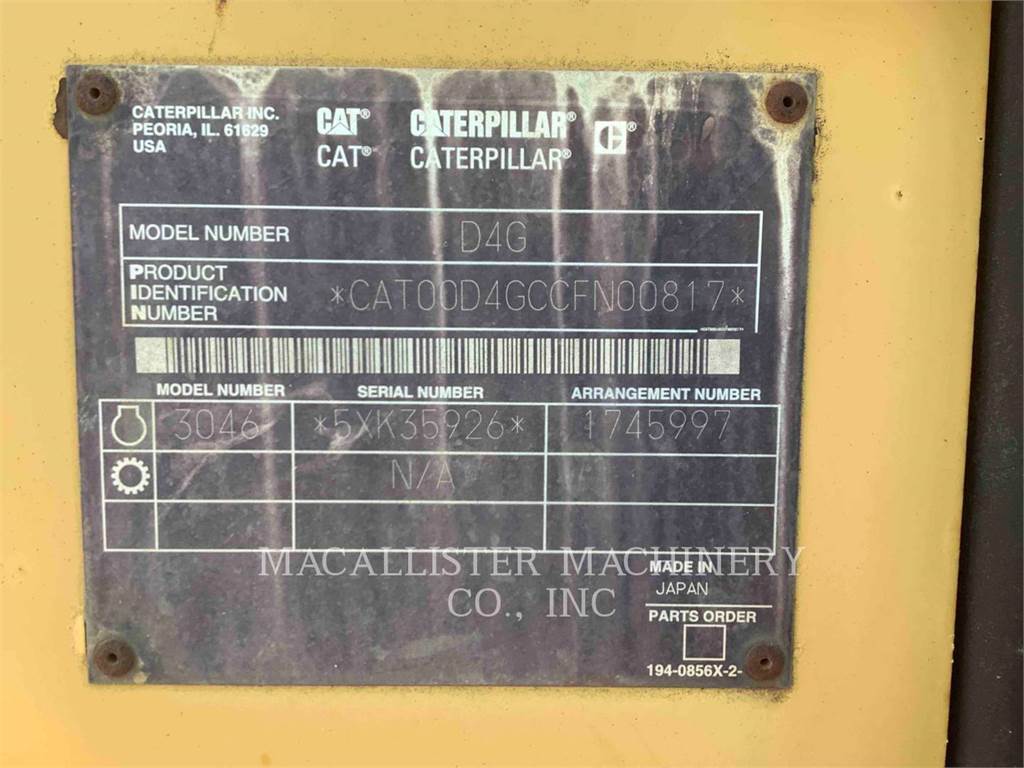 CATERPILLAR INC.
PEORIA, IL. 61629
USA
CAT® CATERPILLAR® C®
CAT® CATERPILLAR®
MODEL NUMBER D4G
PRODUCT
IDENTIFICATION
NUMBER
*CAT00D4GCCFN00817*
MODEL NUMBER SERIAL NUMBER ARRANGEMENT NUMBER
3046 *5XK35926* 1745997
N/A
MACALLISTER MACHINERY
CO., INC
MADE IN
JAPAN
PARTS ORDER
194-0856X-2-